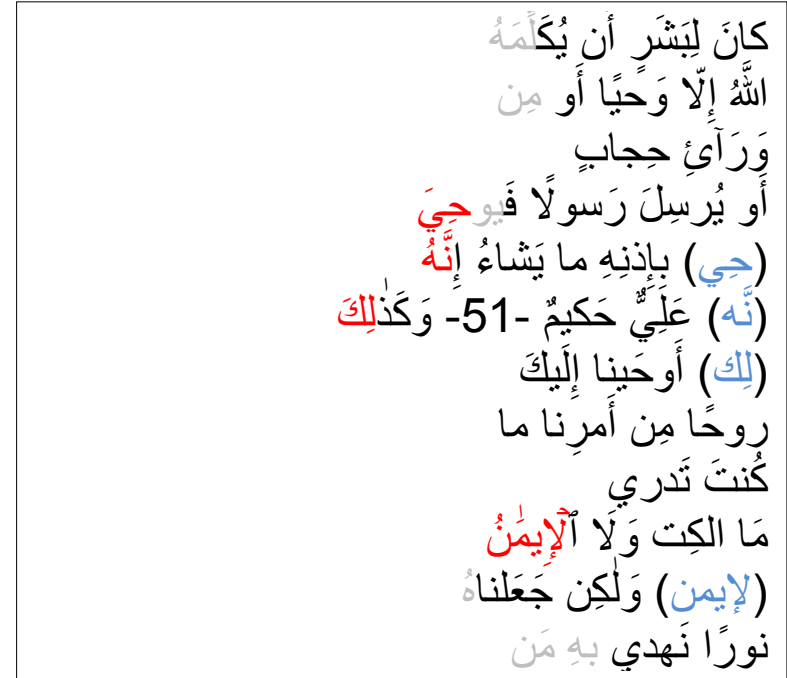 كانَ لِبَشَرٍ أَن يُكَلِّمَهُ
اللَّهُ إِلّا وَحيًا أَو مِن
وَرَآئِ حِجابٍ
أَو يُرسِلَ رَسولًا فَيوحِيَ
(حِي) بِإِذنِهِ ما يَشاءُ إِنَّهُ
(نَّه) عَلِيٌّ حَكيمٌ -51- وَكَذٰلِكَ
(لِك) أَوحَينا إِلَيكَ
روحًا مِن أَمرِنا ما
كُنتَ تَدري
مَا الكِت وَلَا ٱلْإِيمَٰنُ
(لإيمن) وَلٰكِن جَعَلناهُ
نورًا نَهدي بِهِ مَن